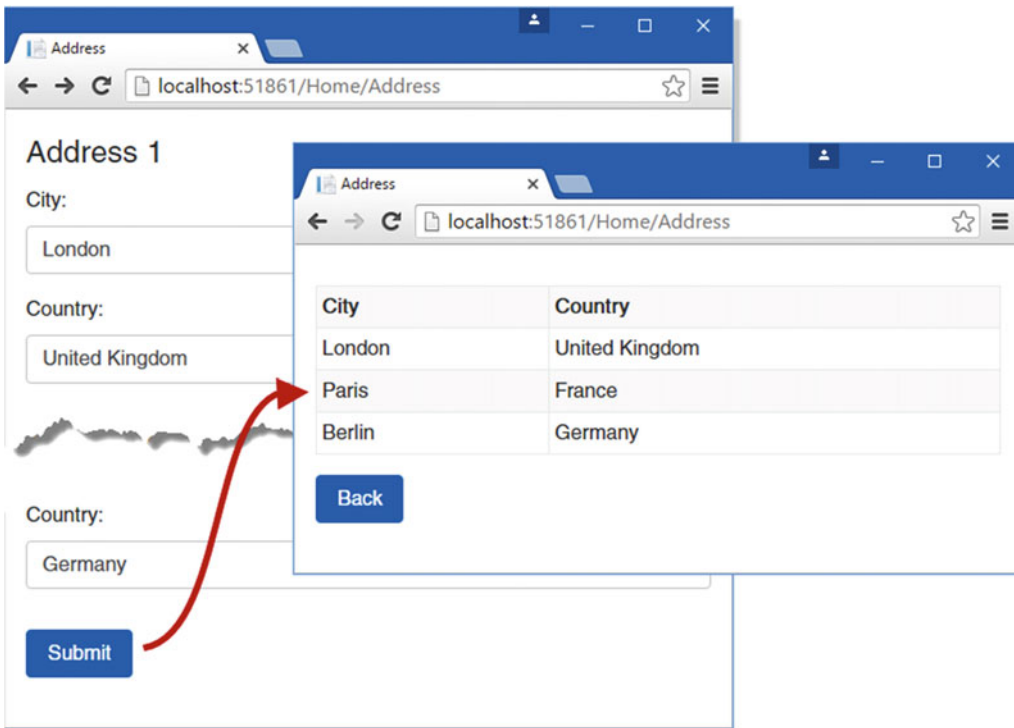 Address
localhost:51861/Home/Address
Address 1
City:
London
Country:
United Kingdom
Country:
Germany
Submit
Address
localhost:51861/Home/Address
City Country
London United Kingdom
Paris France
Berlin Germany
Back